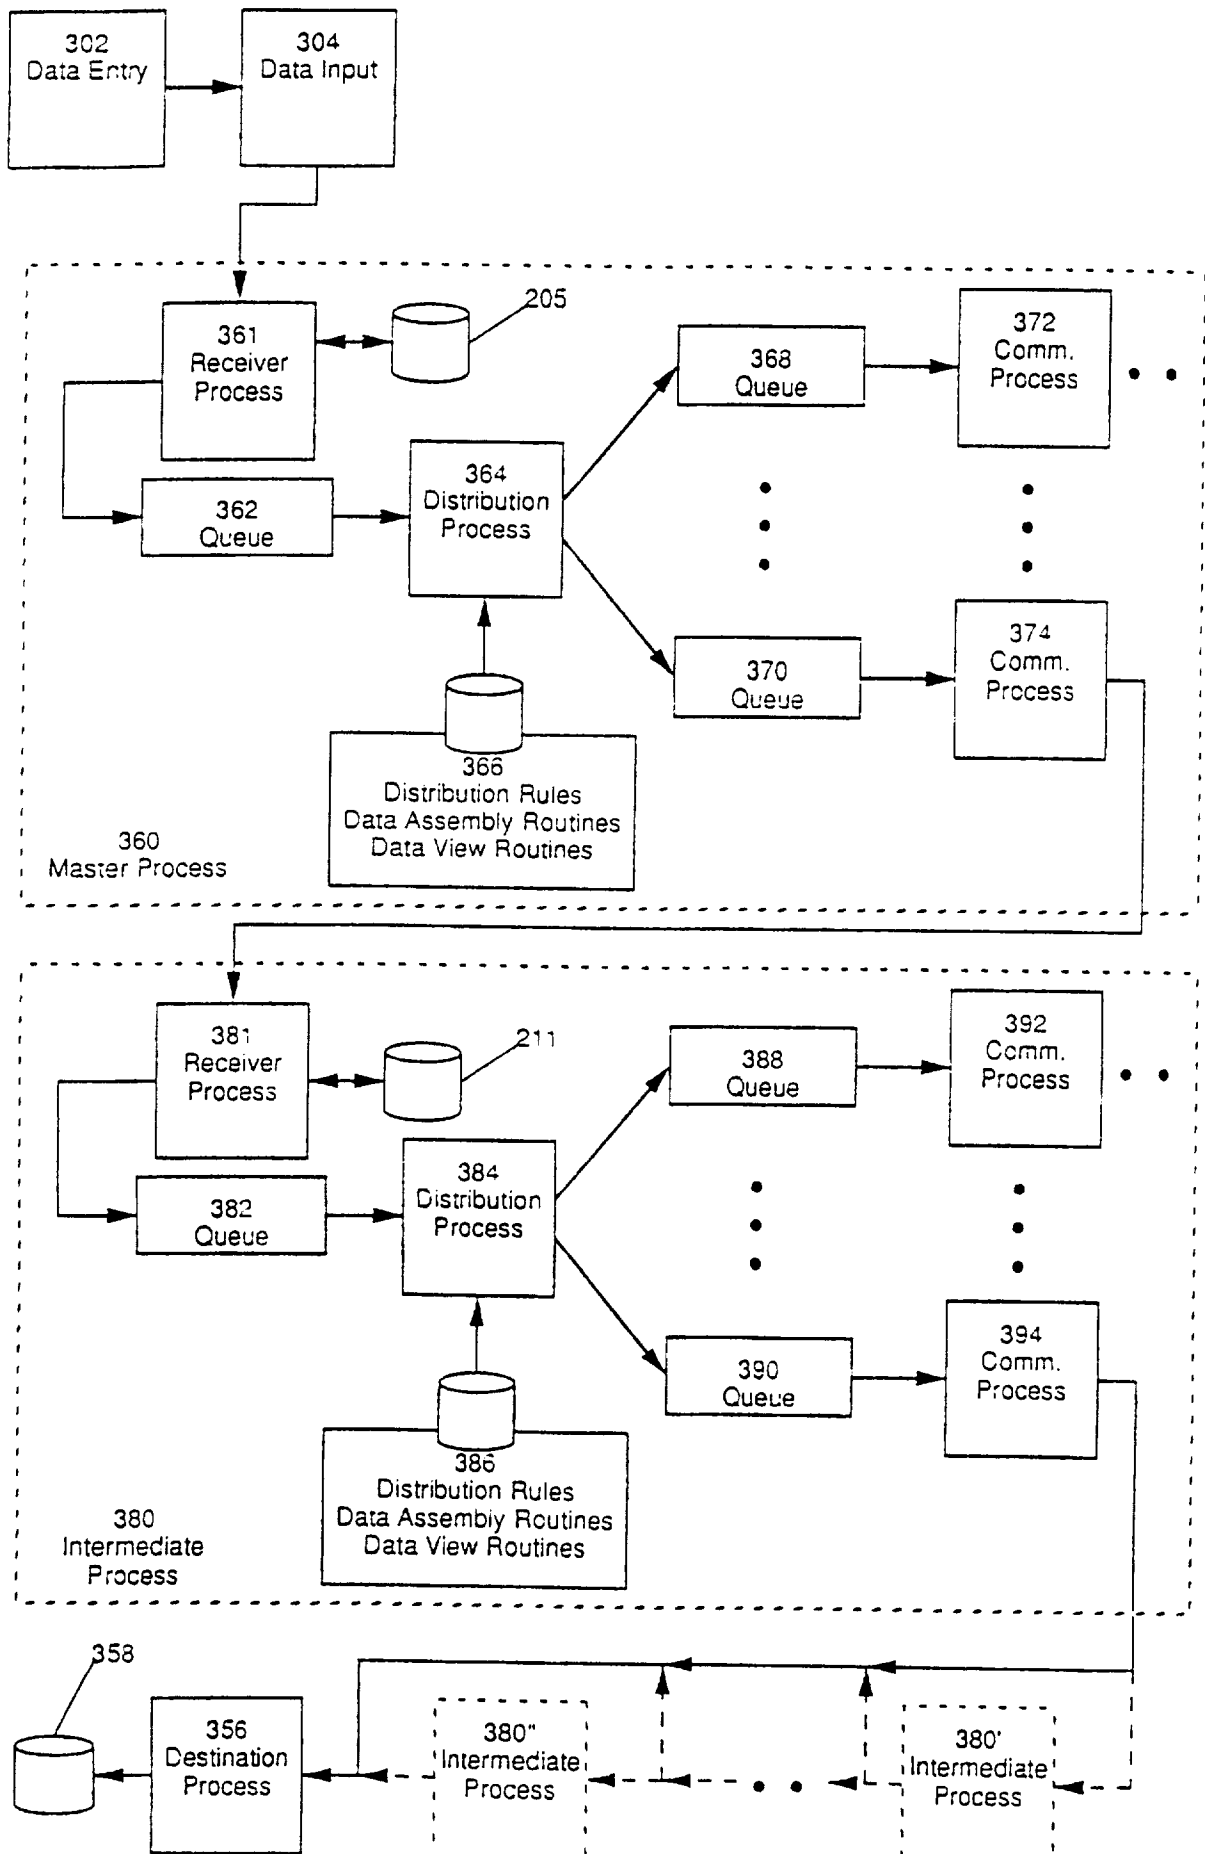 302
Data Entry
304
Data Input
361
Receiver
Process
205
368
Queue
372
Comm.
Process
362
Queue
364
Distribution
Process
370
Queue
374
Comm.
Process
366
Distribution Rules
Data Assembly Routines
Data View Routines
360
Master Process
381
Receiver
Process
211
388
Queue
392
Comm.
Process
382
Queue
384
Distribution
Process
390
Queue
394
Comm.
Process
386
Distribution Rules
Data Assembly Routines
Data View Routines
380
Intermediate
Process
358
356
Destination
Process
380"
Intermediate
Process
380'
Intermediate
Process